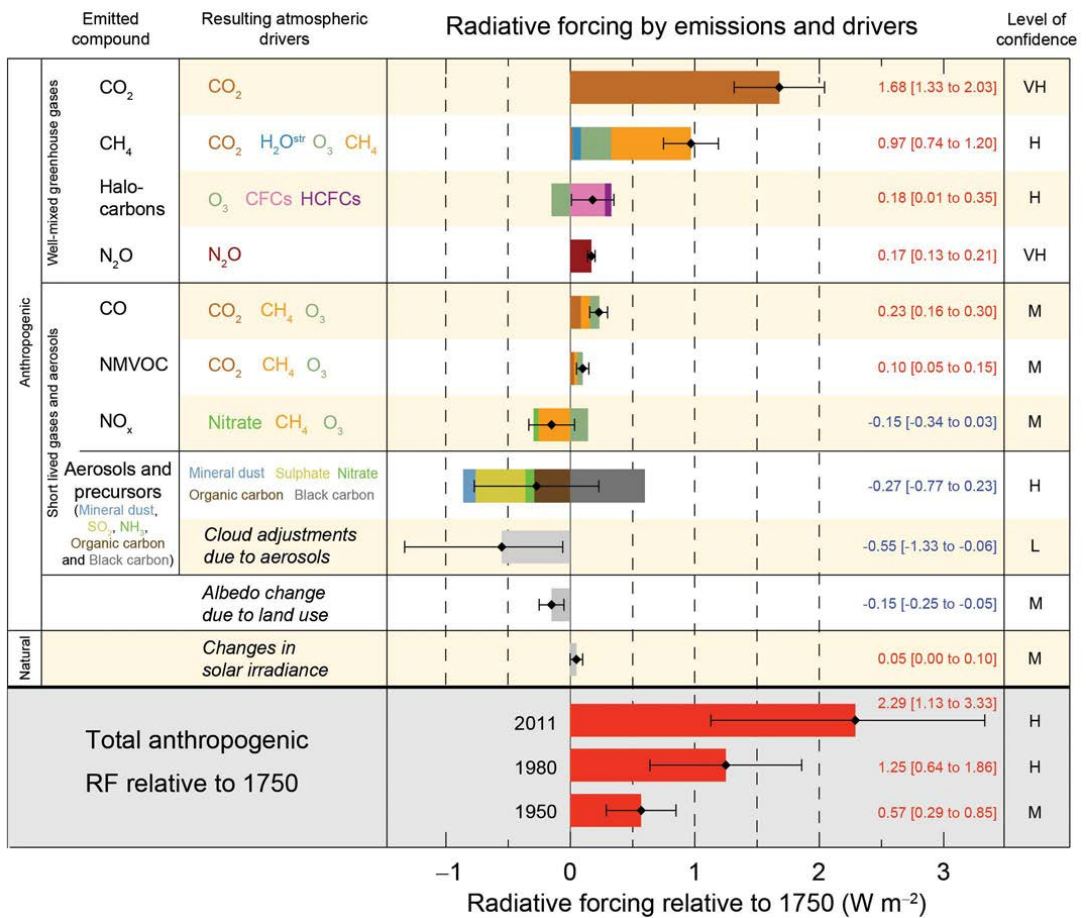 Emitted compound
Resulting atmospheric drivers
Radiative forcing by emissions and drivers
Level of confidence
Anthropogenic
Well-mixed greenhouse gases
CO₂
CO₂
1.68 [1.33 to 2.03]
VH
CH₄
CO₂ H₂Oˢᵗʳ O₃ CH₄
0.97 [0.74 to 1.20]
H
Halo-
carbons
O₃ CFCs HCFCs
0.18 [0.01 to 0.35]
H
N₂O
N₂O
0.17 [0.13 to 0.21]
VH
Short lived gases and aerosols
CO
CO₂ CH₄ O₃
0.23 [0.16 to 0.30]
M
NMVOC
CO₂ CH₄ O₃
0.10 [0.05 to 0.15]
M
NOₓ
Nitrate CH₄ O₃
-0.15 [-0.34 to 0.03]
M
Aerosols and
precursors
(Mineral dust,
SO₂, NH₃,
Organic carbon
and Black carbon)
Mineral dust Sulphate Nitrate
Organic carbon Black carbon
-0.27 [-0.77 to 0.23]
H
Cloud adjustments
due to aerosols
-0.55 [-1.33 to -0.06]
L
Albedo change
due to land use
-0.15 [-0.25 to -0.05]
M
Natural
Changes in
solar irradiance
0.05 [0.00 to 0.10]
M
Total anthropogenic
RF relative to 1750
2011
2.29 [1.13 to 3.33]
H
1980
1.25 [0.64 to 1.86]
H
1950
0.57 [0.29 to 0.85]
M
−1 0 1 2 3
Radiative forcing relative to 1750 (W m⁻²)